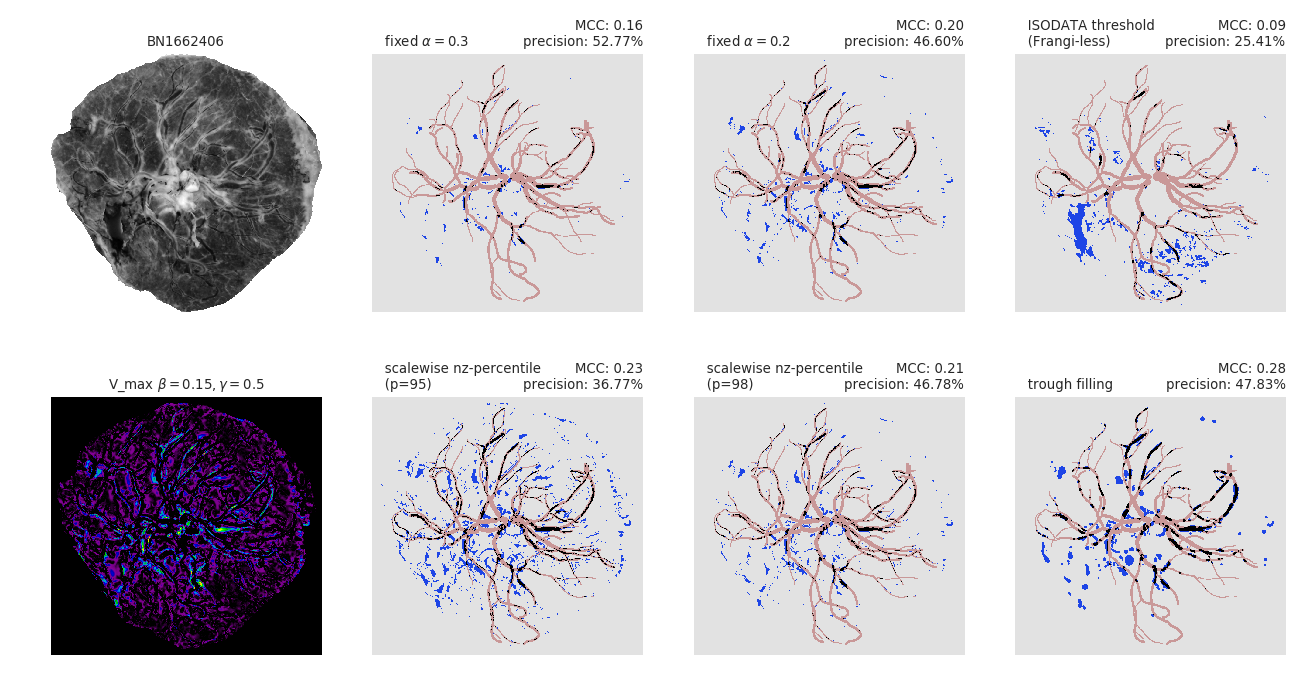 BN1662406
fixed α = 0.3
MCC: 0.16
precision: 52.77%
fixed α = 0.2
MCC: 0.20
precision: 46.60%
ISODATA threshold
(Frangi-less)
MCC: 0.09
precision: 25.41%
V_max β = 0.15, γ = 0.5
scalewise nz-percentile
(p=95)
MCC: 0.23
precision: 36.77%
scalewise nz-percentile
(p=98)
MCC: 0.21
precision: 46.78%
trough filling
MCC: 0.28
precision: 47.83%